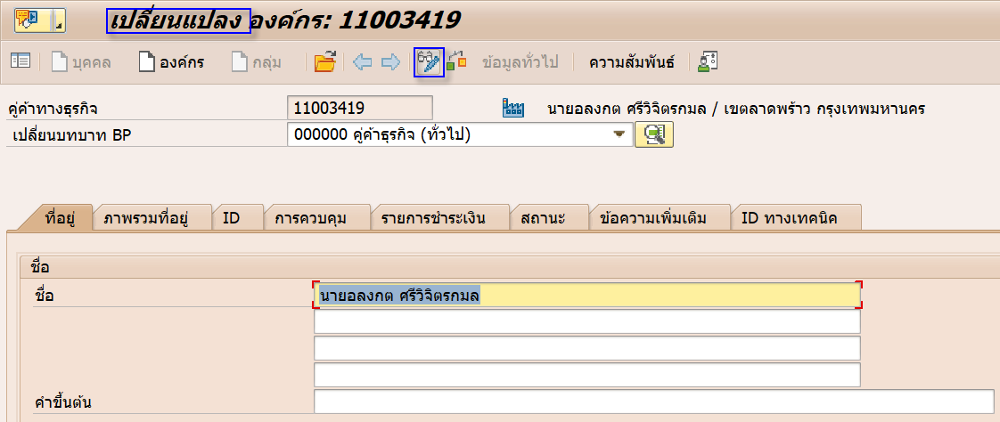 เปลี่ยนแปลง องค์กร: 11003419
บุคคล องค์กร กลุ่ม ข้อมูลทั่วไป ความสัมพันธ์
คู่ค้าทางธุรกิจ 11003419 นายอลงกต ศรีวิจิตรกมล / เขตลาดพร้าว กรุงเทพมหานคร
เปลี่ยนบทบาท BP 000000 คู่ค้าธุรกิจ (ทั่วไป)
ที่อยู่ ภาพรวมที่อยู่ ID การควบคุม รายการชำระเงิน สถานะ ข้อความเพิ่มเติม ID ทางเทคนิค
ชื่อ
ชื่อ นายอลงกต ศรีวิจิตรกมล
คำขึ้นต้น